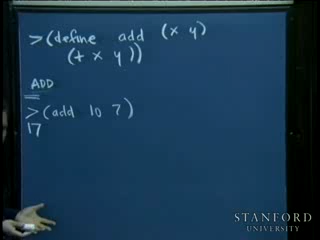 >(define add (x y)
(+ x y))
ADD
>(add 10 7)
17
STANFORD
UNIVERSITY